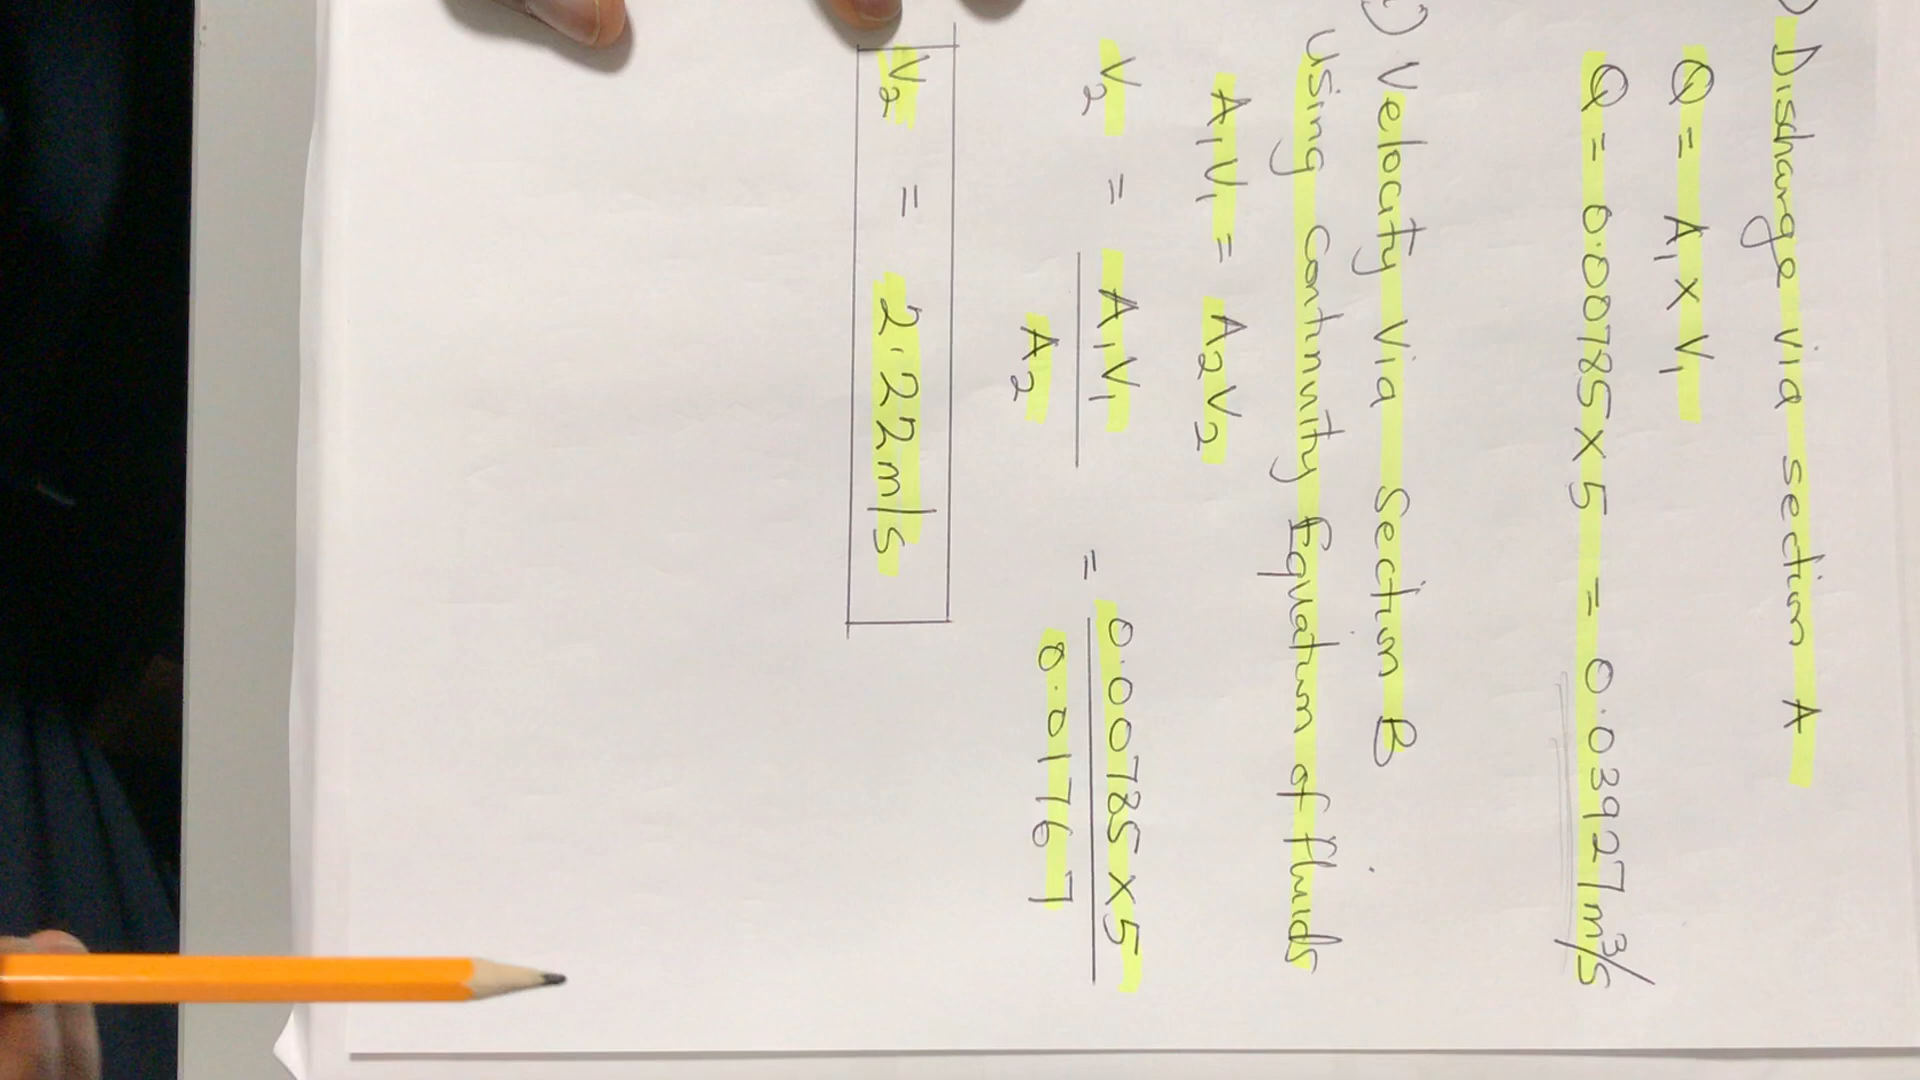 ) Discharge via section A
Q = A₁ x V₁
Q = 0.00785 x 5 = 0.03927 m³/s
) Velocity Via Section B
Using Continuity Equation of fluids
A₁V₁ = A₂V₂
V₂ = A₁V₁ / A₂ = 0.00785 x 5 / 0.01767
V₂ = 2.22 m/s